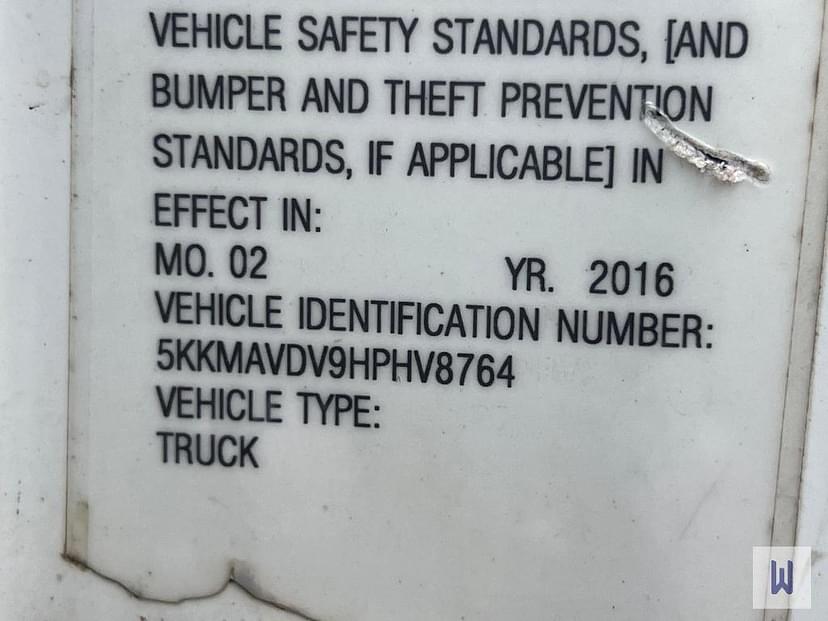 VEHICLE SAFETY STANDARDS, [AND
BUMPER AND THEFT PREVENTION
STANDARDS, IF APPLICABLE] IN
EFFECT IN:
MO. 02 YR. 2016
VEHICLE IDENTIFICATION NUMBER:
5KKMAVDV9HPHV8764
VEHICLE TYPE:
TRUCK
W